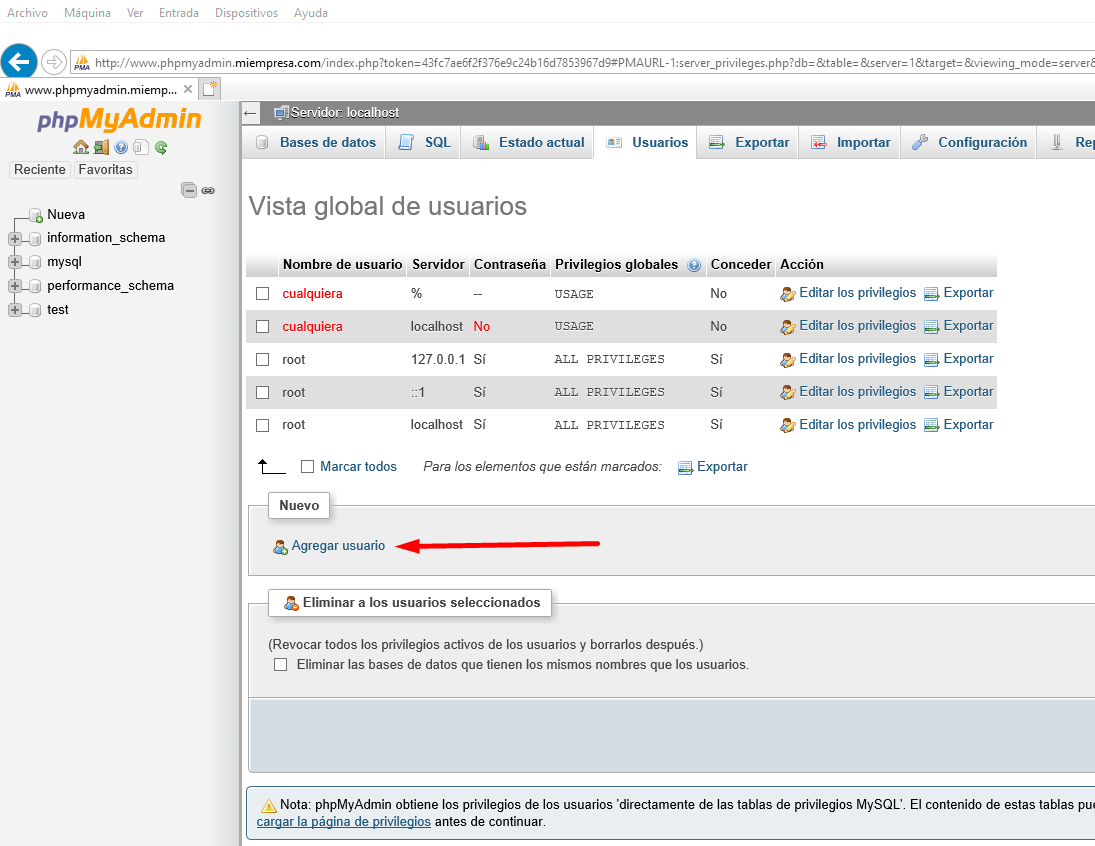 Archivo Máquina Ver Entrada Dispositivos Ayuda
PMA http://www.phpmyadmin.miempresa.com/index.php?token=43fc7ae6f2f376e9c24b16d7853967d9#PMAURL-1:server_privileges.php?db=&table=&server=1&target=&viewing_mode=server&
PMA www.phpmyadmin.miemp...
phpMyAdmin
Reciente Favoritas
Nueva
information_schema
mysql
performance_schema
test
Servidor: localhost
Bases de datos SQL Estado actual Usuarios Exportar Importar Configuración Rep
Vista global de usuarios
Nombre de usuario Servidor Contraseña Privilegios globales Conceder Acción
cualquiera % -- USAGE No Editar los privilegios Exportar
cualquiera localhost No USAGE No Editar los privilegios Exportar
root 127.0.0.1 Sí ALL PRIVILEGES Sí Editar los privilegios Exportar
root ::1 Sí ALL PRIVILEGES Sí Editar los privilegios Exportar
root localhost Sí ALL PRIVILEGES Sí Editar los privilegios Exportar
Marcar todos Para los elementos que están marcados: Exportar
Nuevo
Agregar usuario
Eliminar a los usuarios seleccionados
(Revocar todos los privilegios activos de los usuarios y borrarlos después.)
Eliminar las bases de datos que tienen los mismos nombres que los usuarios.
Nota: phpMyAdmin obtiene los privilegios de los usuarios 'directamente de las tablas de privilegios MySQL'. El contenido de estas tablas pue
cargar la página de privilegios antes de continuar.